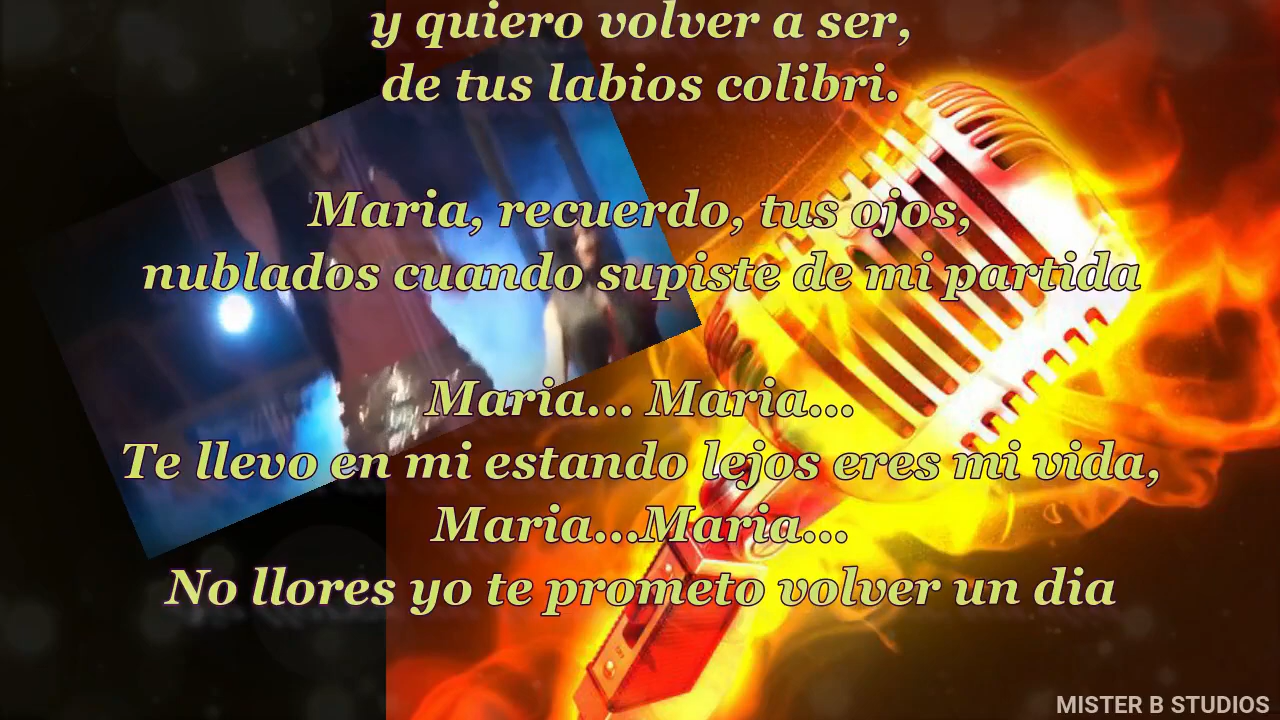 y quiero volver a ser,
de tus labios colibri.
Maria, recuerdo, tus ojos,
nublados cuando supiste de mi partida
Maria... Maria...
Te llevo en mi estando lejos eres mi vida,
Maria...Maria...
No llores yo te prometo volver un dia
MISTER B STUDIOS